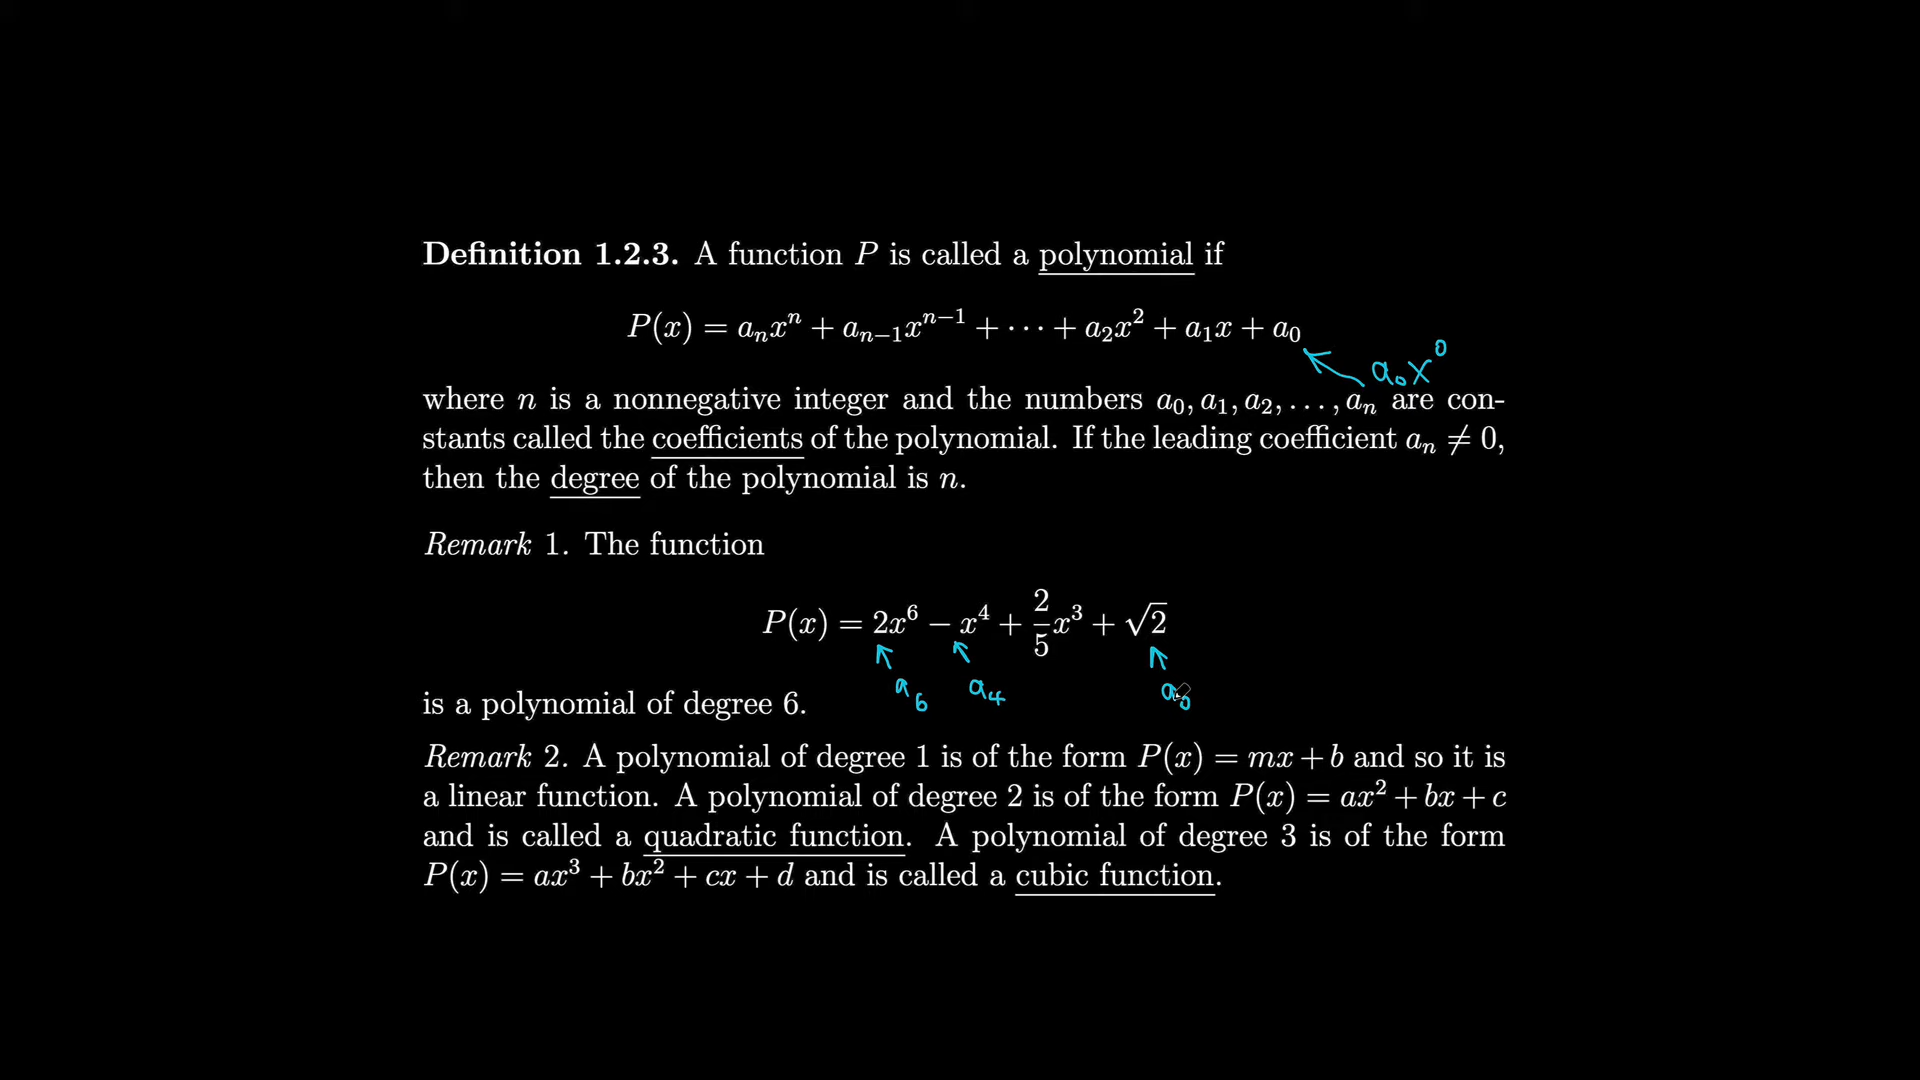 Definition 1.2.3. A function P is called a polynomial if
P(x) = aₙxⁿ + aₙ₋₁xⁿ⁻¹ + ··· + a₂x² + a₁x + a₀
a₀x⁰
where n is a nonnegative integer and the numbers a₀, a₁, a₂, ..., aₙ are con-
stants called the coefficients of the polynomial. If the leading coefficient aₙ ≠ 0,
then the degree of the polynomial is n.
Remark 1. The function
P(x) = 2x⁶ − x⁴ + 2/5 x³ + √2
a₆ a₄ a₀
is a polynomial of degree 6.
Remark 2. A polynomial of degree 1 is of the form P(x) = mx + b and so it is
a linear function. A polynomial of degree 2 is of the form P(x) = ax² + bx + c
and is called a quadratic function. A polynomial of degree 3 is of the form
P(x) = ax³ + bx² + cx + d and is called a cubic function.